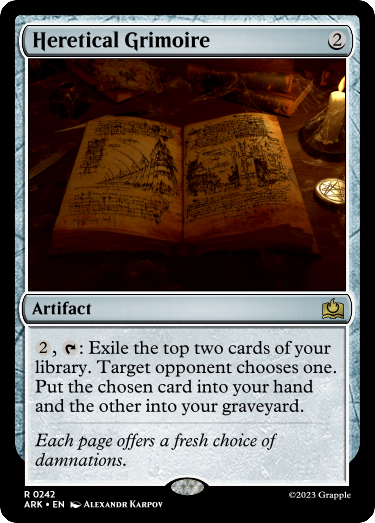 Heretical Grimoire 2
Artifact
2, : Exile the top two cards of your
library. Target opponent chooses one.
Put the chosen card into your hand
and the other into your graveyard.
Each page offers a fresh choice of
damnations.
R 0242
ARK • EN Alexandr Karpov
©2023 Grapple